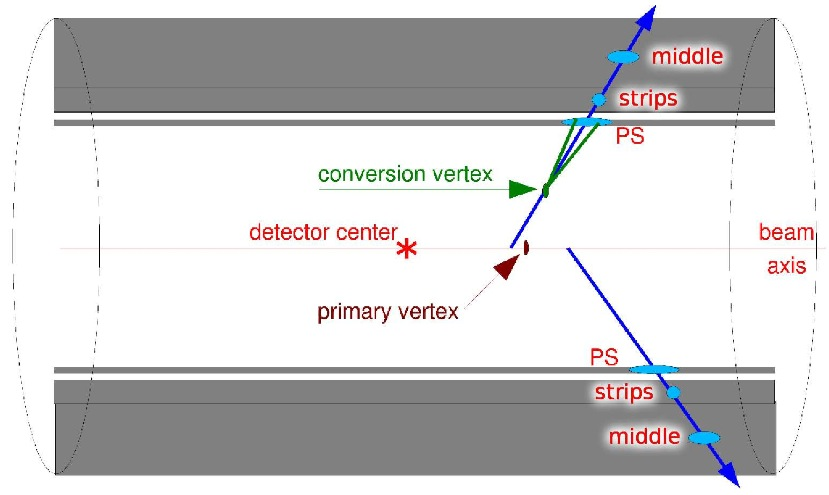 middle
strips
PS
conversion vertex
detector center
beam
axis
primary vertex
PS
strips
middle